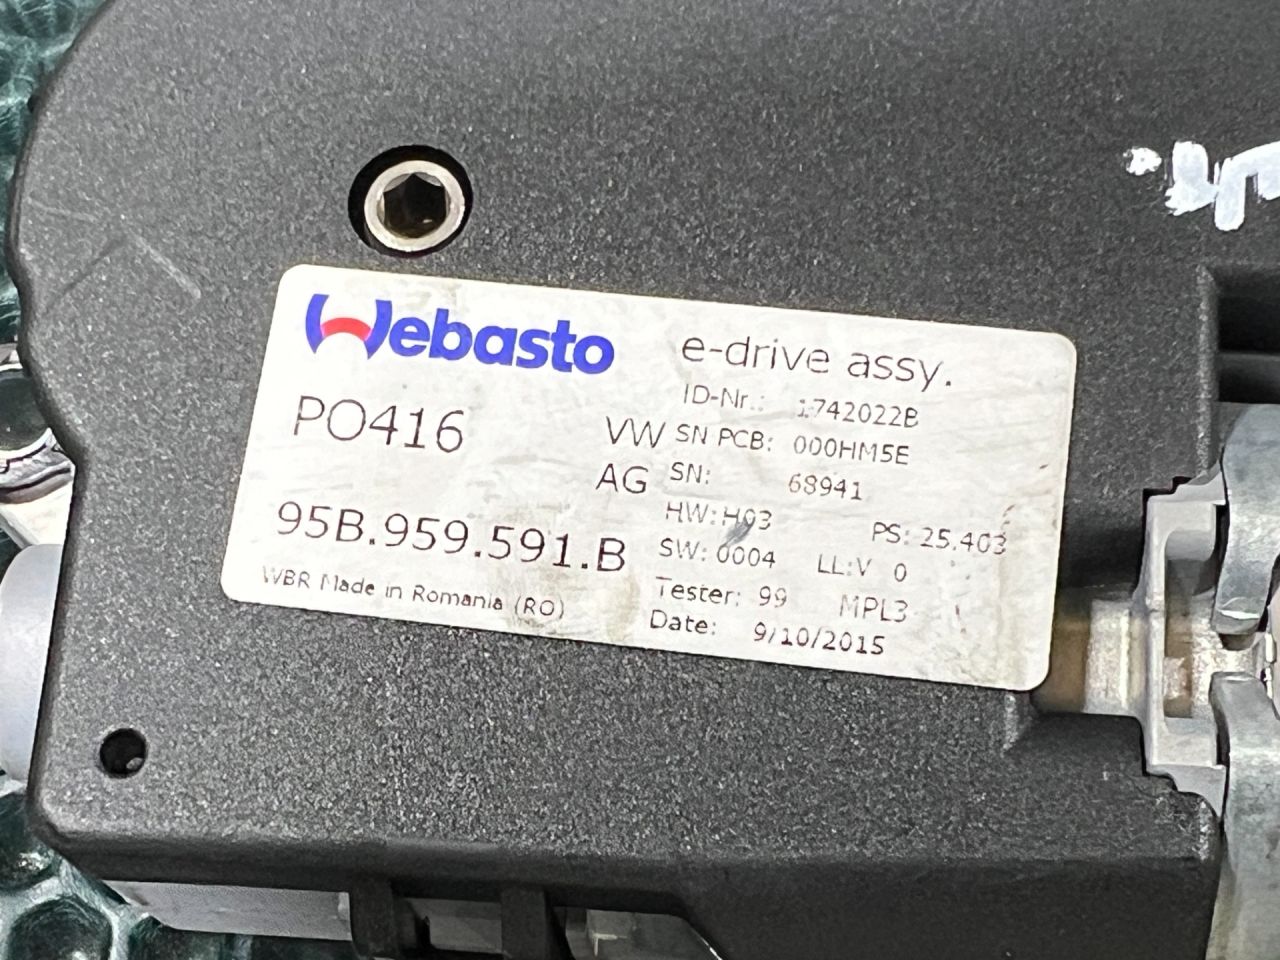 Webasto e-drive assy.
ID-Nr.: 1742022B
PO416 VW SN PCB: 000HM5E
AG SN: 68941
HW: H03 PS: 25.403
95B.959.591.B SW: 0004 LL:V 0
WBR Made in Romania (RO) Tester: 99 MPL3
Date: 9/10/2015